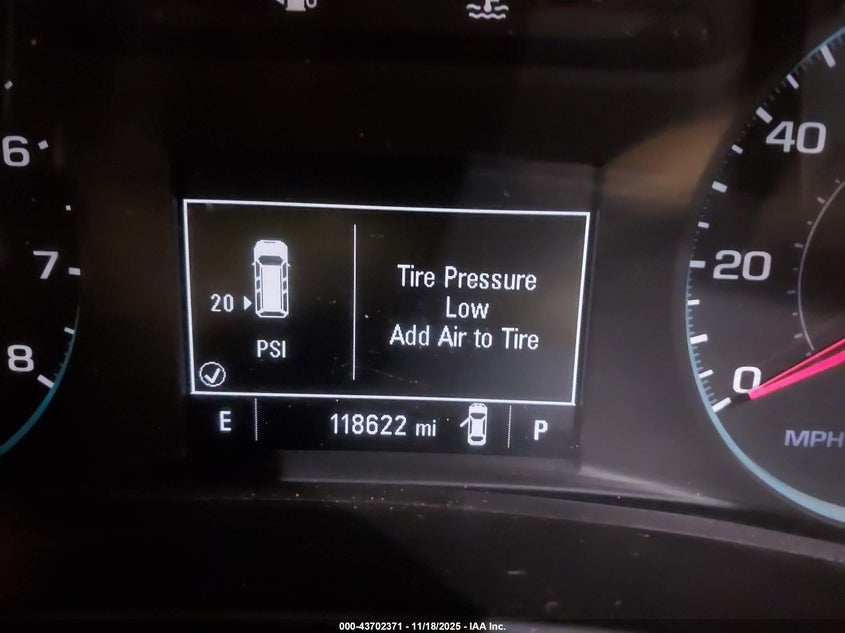 6
7
8
40
20
0
MPH
20
PSI
Tire Pressure
Low
Add Air to Tire
E
118622 mi
P
000-43702371 - 11/18/2025 - IAA Inc.